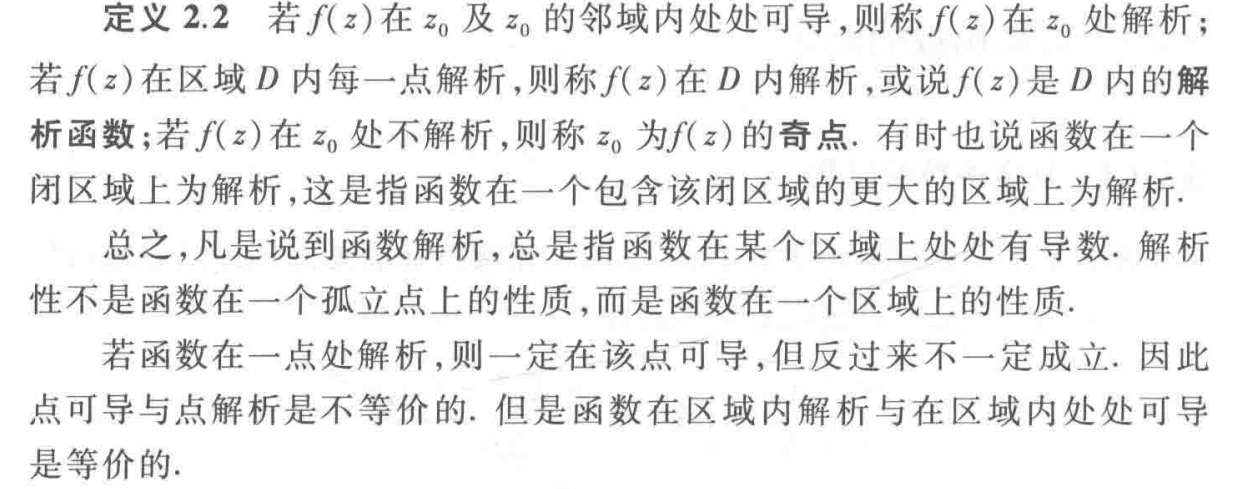 定义 2.2 若 f(z)在 z₀ 及 z₀ 的邻域内处处可导,则称 f(z)在 z₀ 处解析;
若 f(z)在区域 D 内每一点解析,则称 f(z)在 D 内解析,或说 f(z)是 D 内的解
析函数;若 f(z)在 z₀ 处不解析,则称 z₀ 为 f(z)的奇点. 有时也说函数在一个
闭区域上为解析,这是指函数在一个包含该闭区域的更大的区域上为解析.
总之,凡是说到函数解析,总是指函数在某个区域上处处有导数. 解析
性不是函数在一个孤立点上的性质,而是函数在一个区域上的性质.
若函数在一点处解析,则一定在该点可导,但反过来不一定成立. 因此
点可导与点解析是不等价的. 但是函数在区域内解析与在区域内处处可导
是等价的.